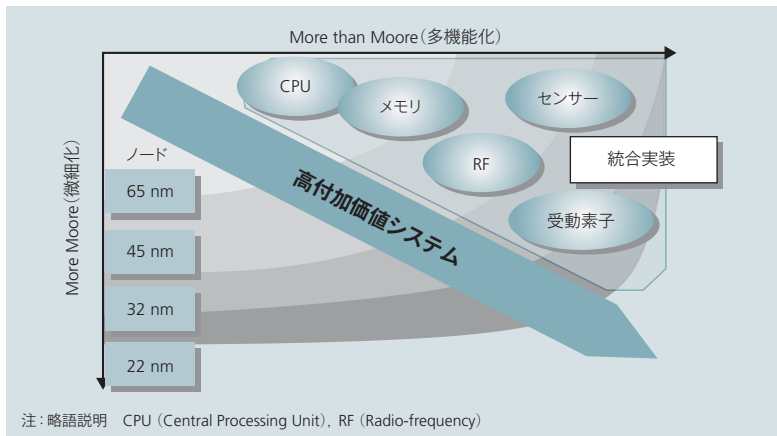 More than Moore（多機能化）
CPU
メモリ
センサー
RF
統合実装
受動素子
高付加価値システム
More Moore（微細化）
ノード
65 nm
45 nm
32 nm
22 nm
注：略語説明　CPU（Central Processing Unit），RF（Radio-frequency）